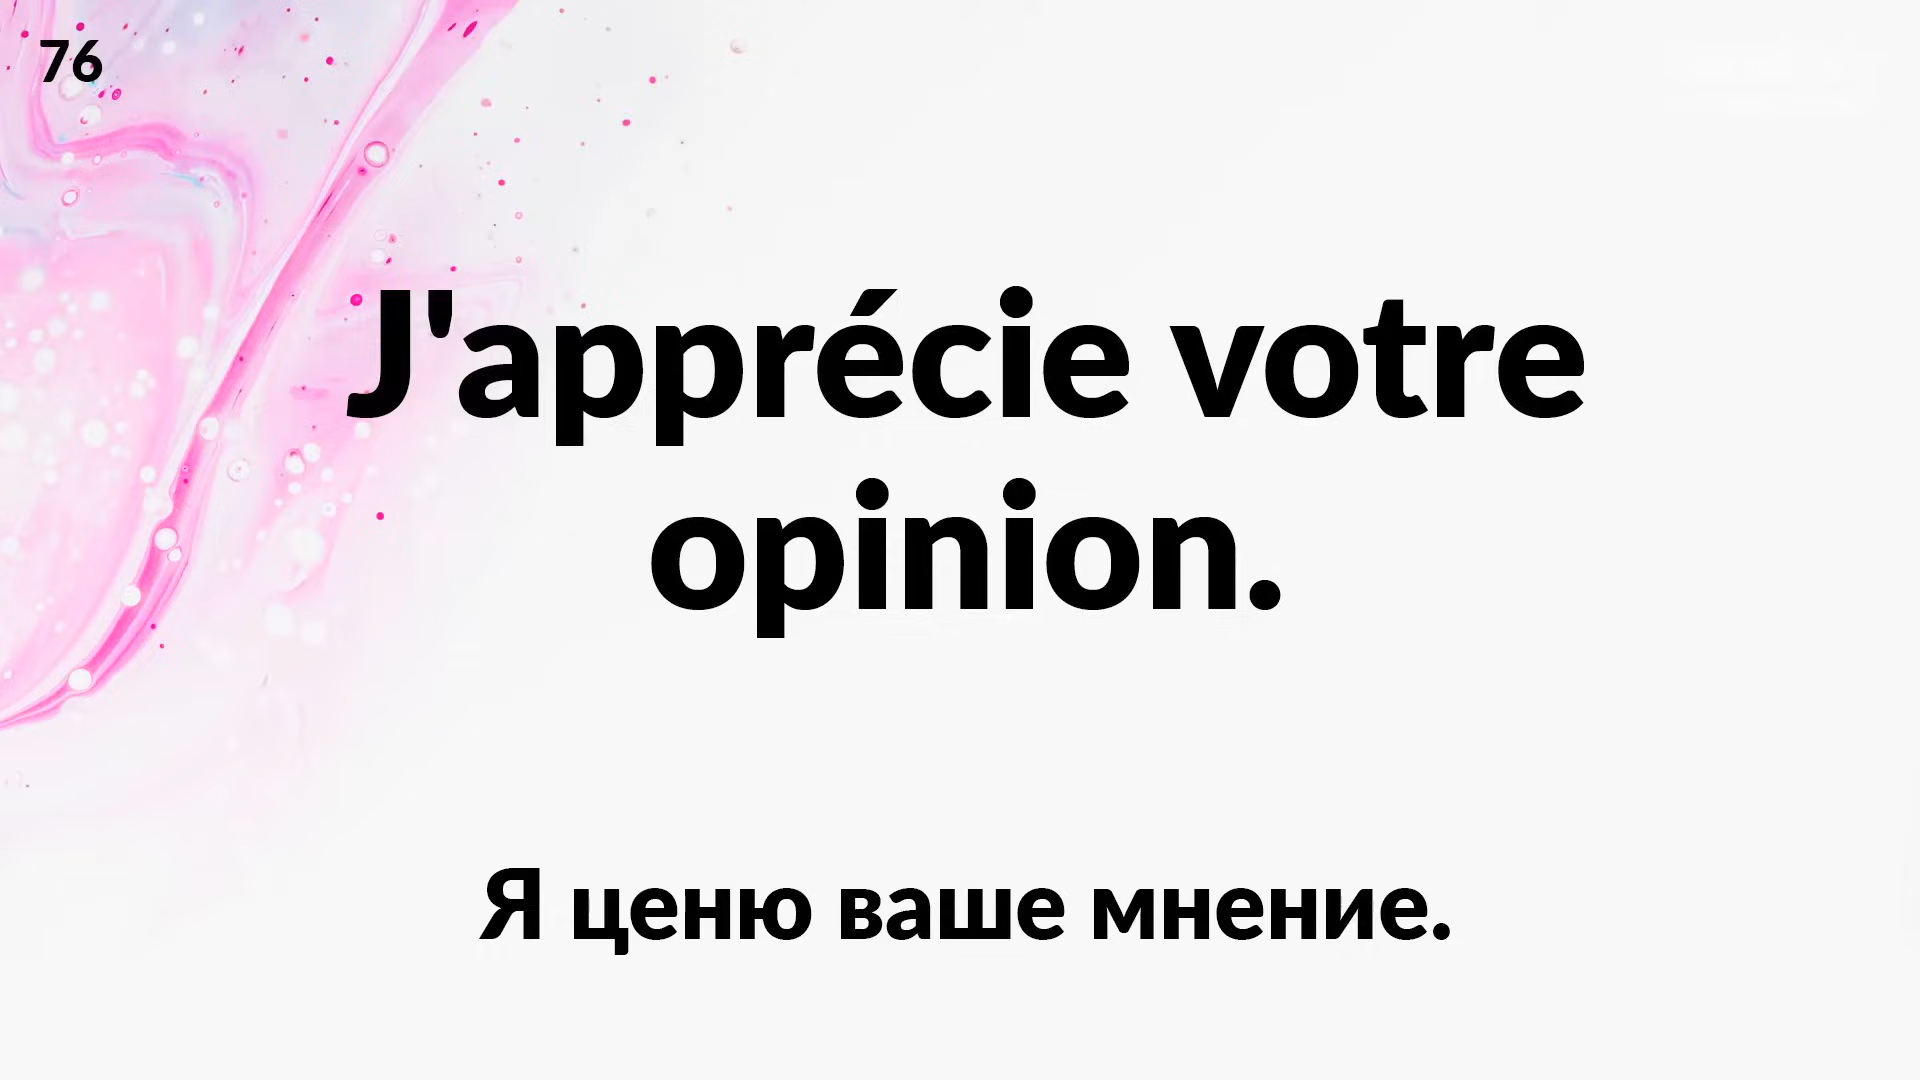 76
J'apprécie votre
opinion.
Я ценю ваше мнение.